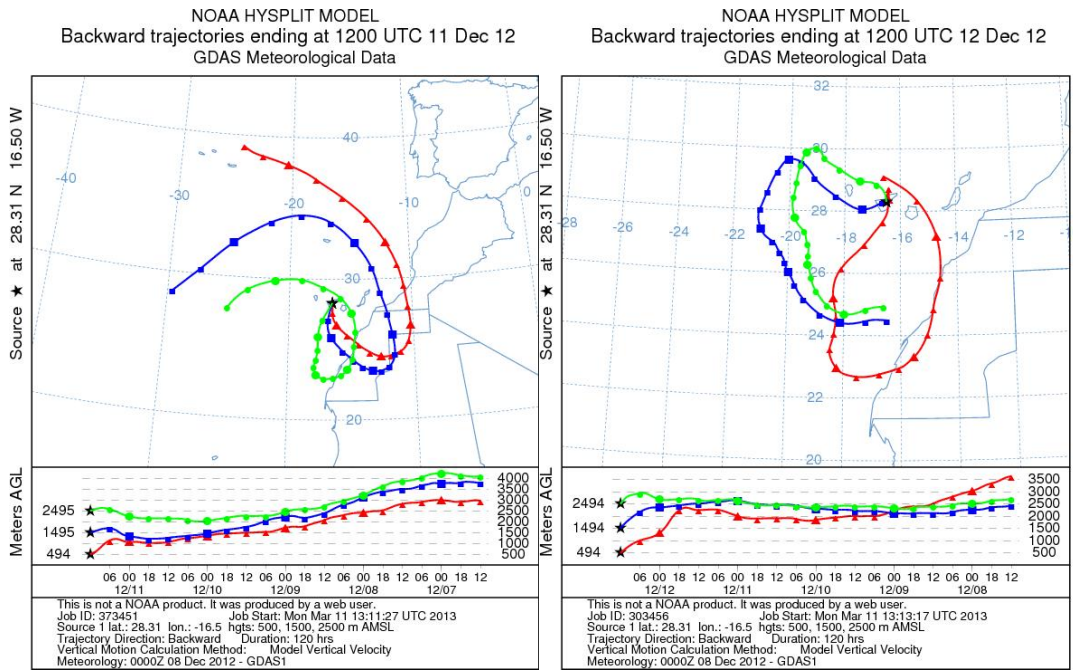 NOAA HYSPLIT MODEL
Backward trajectories ending at 1200 UTC 11 Dec 12
GDAS Meteorological Data
Source ★ at 28.31 N 16.50 W
40
-40
-30
-20
-10
0
30
20
Meters AGL
2495
1495
494
4000
3500
3000
2500
2000
1500
1000
500
06 00 18 12 06 00 18 12 06 00 18 12 06 00 18 12 06 00 18 12
12/11 12/10 12/09 12/08 12/07
This is not a NOAA product. It was produced by a web user.
Job ID: 373451 Job Start: Mon Mar 11 13:11:27 UTC 2013
Source 1 lat.: 28.31 lon.: -16.5 hgts: 500, 1500, 2500 m AMSL
Trajectory Direction: Backward Duration: 120 hrs
Vertical Motion Calculation Method: Model Vertical Velocity
Meteorology: 0000Z 08 Dec 2012 - GDAS1
NOAA HYSPLIT MODEL
Backward trajectories ending at 1200 UTC 12 Dec 12
GDAS Meteorological Data
Source ★ at 28.31 N 16.50 W
32
30
28
-28 -26 -24 -22 -20 -18 -16 -14 -12 -10
26
24
22
20
Meters AGL
2494
1494
494
3500
3000
2500
2000
1500
1000
500
06 00 18 12 06 00 18 12 06 00 18 12 06 00 18 12 06 00 18 12
12/12 12/11 12/10 12/09 12/08
This is not a NOAA product. It was produced by a web user.
Job ID: 303456 Job Start: Mon Mar 11 13:13:17 UTC 2013
Source 1 lat.: 28.31 lon.: -16.5 hgts: 500, 1500, 2500 m AMSL
Trajectory Direction: Backward Duration: 120 hrs
Vertical Motion Calculation Method: Model Vertical Velocity
Meteorology: 0000Z 08 Dec 2012 - GDAS1